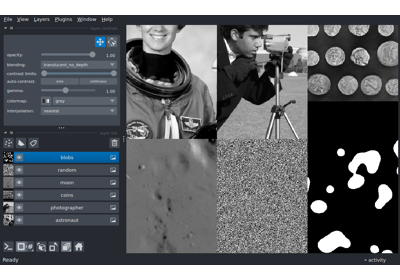 File View Layers Plugins Window Help
opacity: 1.00
blending: translucent_no_depth
contrast limits:
auto-contrast: once continuous
gamma: 1.00
colormap: gray
interpolation: nearest
blobs
random
moon
coins
photographer
astronaut
Ready activity